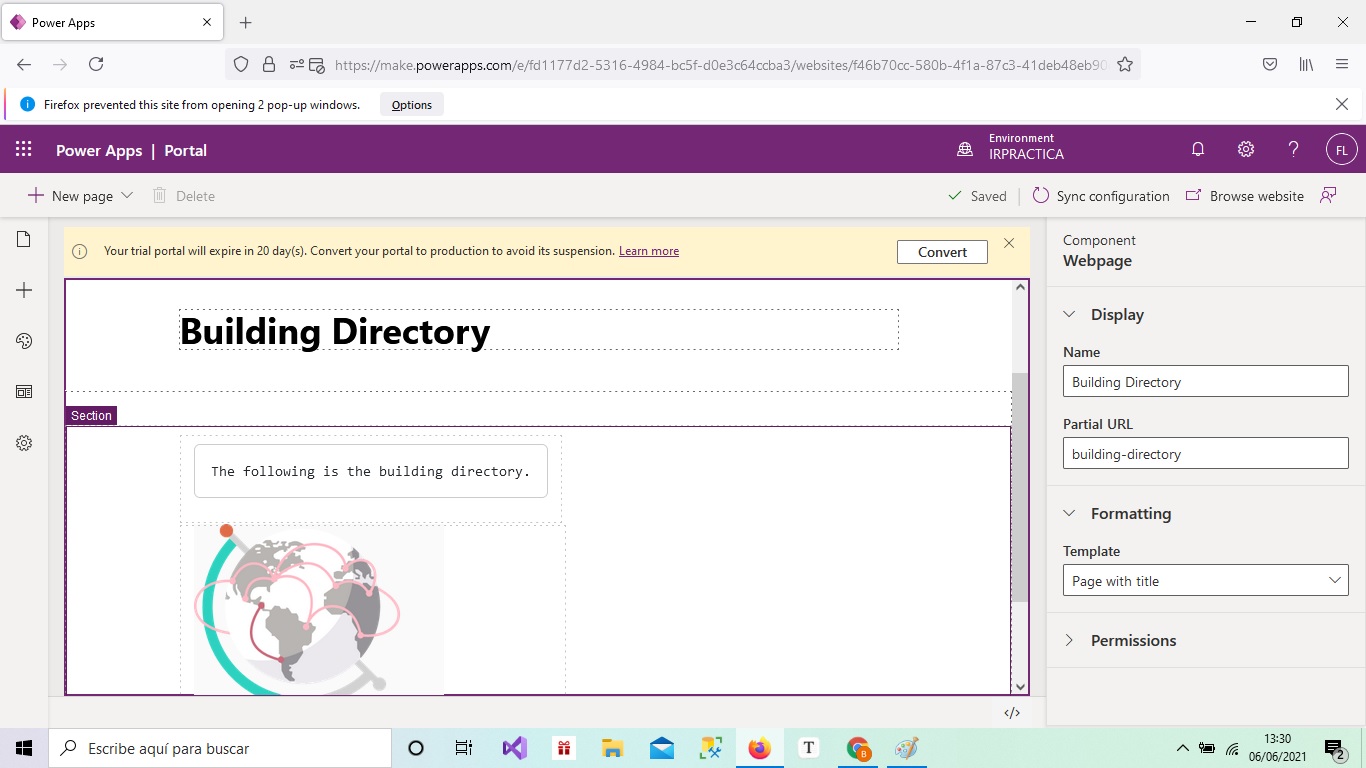 Power Apps
https://make.powerapps.com/e/fd1177d2-5316-4984-bc5f-d0e3c64ccba3/websites/f46b70cc-580b-4f1a-87c3-41deb48eb90
Firefox prevented this site from opening 2 pop-up windows.
Options
Power Apps | Portal
Environment
IRPRACTICA
FL
New page
Delete
Saved
Sync configuration
Browse website
Your trial portal will expire in 20 day(s). Convert your portal to production to avoid its suspension. Learn more
Convert
Building Directory
Section
The following is the building directory.
Component
Webpage
Display
Name
Building Directory
Partial URL
building-directory
Formatting
Template
Page with title
Permissions
</>
Escribe aquí para buscar
T
B
13:30
06/06/2021
2